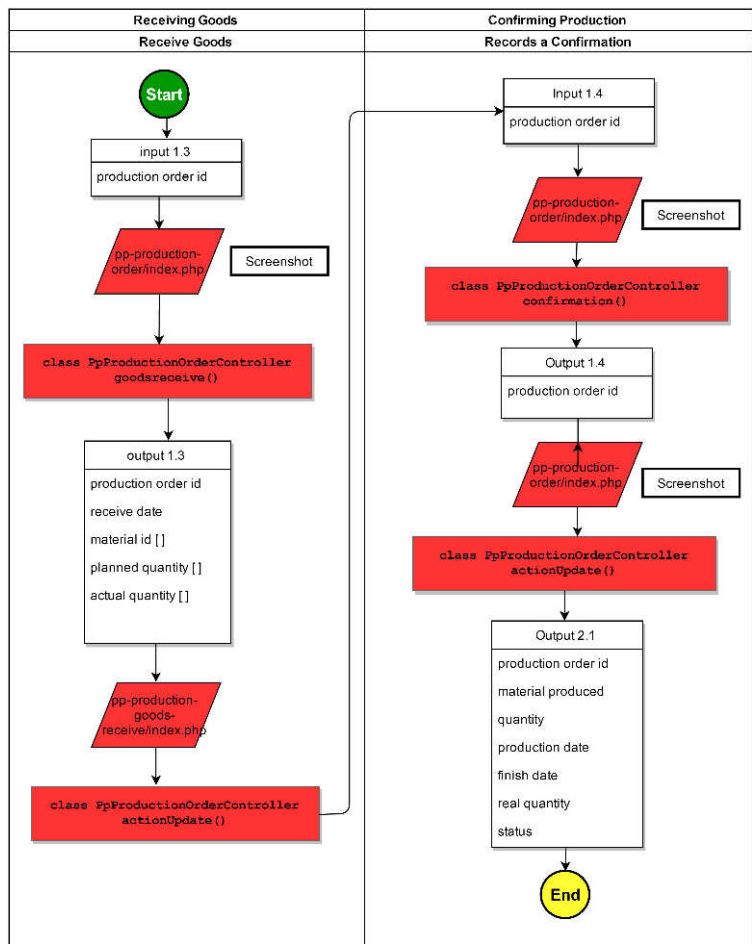 Receiving Goods
Confirming Production
Receive Goods
Records a Confirmation
Start
input 1.3
production order id
pp-production-
order/index.php
Screenshot
class PpProductionOrderController
goodsreceive()
output 1.3
production order id
receive date
material id [ ]
planned quantity [ ]
actual quantity [ ]
pp-production-
goods-
receive/index.php
class PpProductionOrderController
actionUpdate()
Input 1.4
production order id
pp-production-
order/index.php
Screenshot
class PpProductionOrderController
confirmation()
Output 1.4
production order id
pp-production-
order/index.php
Screenshot
class PpProductionOrderController
actionUpdate()
Output 2.1
production order id
material produced
quantity
production date
finish date
real quantity
status
End